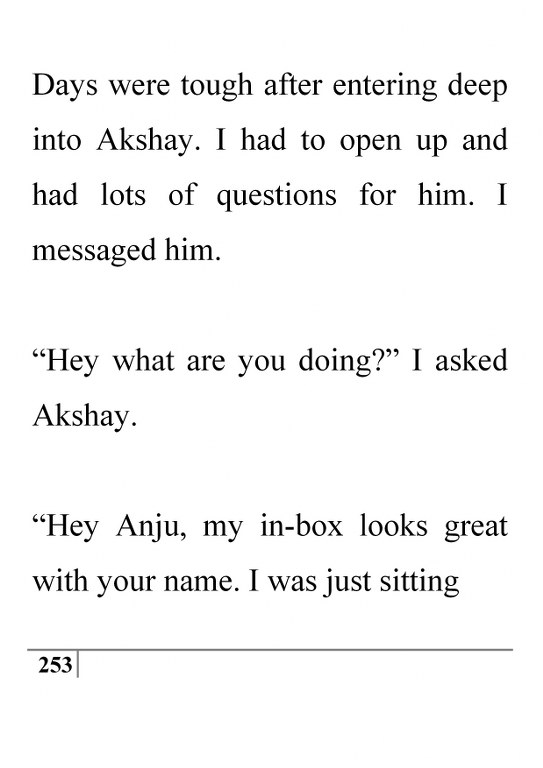 Days were tough after entering deep
into Akshay. I had to open up and
had lots of questions for him. I
messaged him.
“Hey what are you doing?” I asked
Akshay.
“Hey Anju, my in-box looks great
with your name. I was just sitting
253